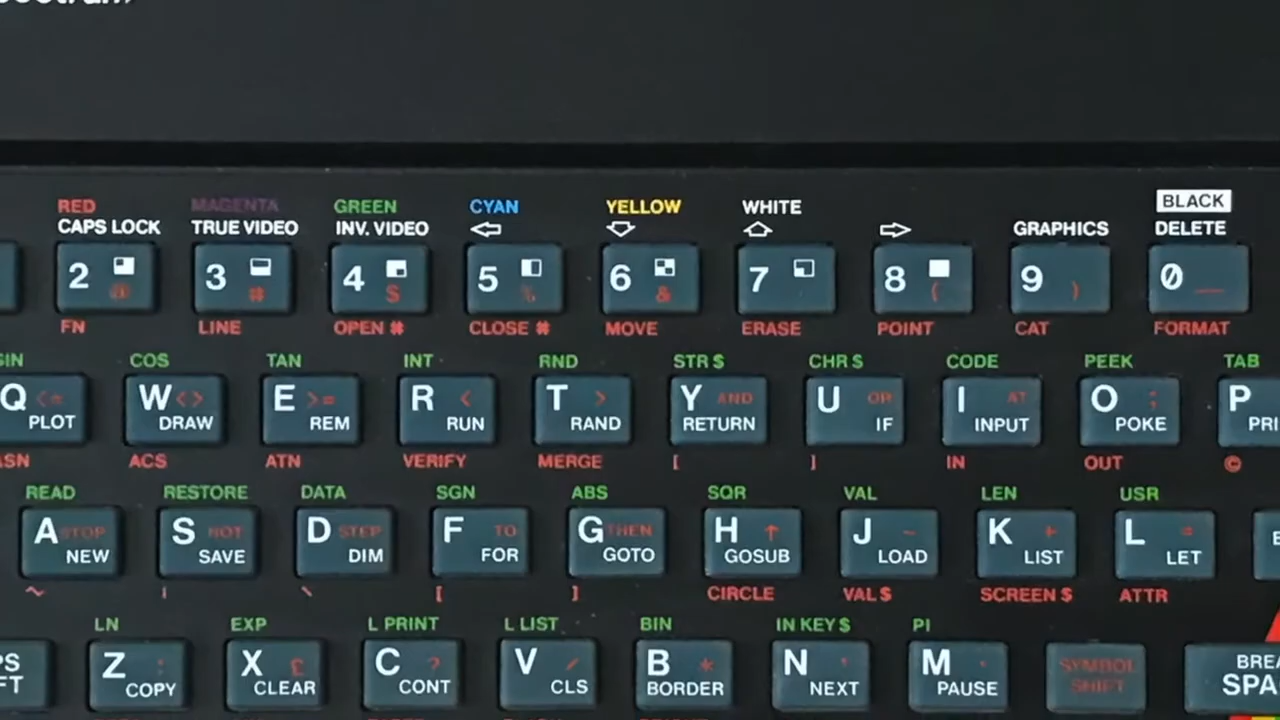 RED MAGENTA GREEN CYAN YELLOW WHITE BLACK
CAPS LOCK TRUE VIDEO INV. VIDEO GRAPHICS DELETE
2 @ 3 # 4 $ 5 % 6 & 7 8 ( 9 ) 0 _
FN LINE OPEN # CLOSE # MOVE ERASE POINT CAT FORMAT
SIN COS TAN INT RND STR $ CHR $ CODE PEEK TAB
Q <= W <> E >= R < T > Y AND U OR I AT O ; P
PLOT DRAW REM RUN RAND RETURN IF INPUT POKE PRI
ASN ACS ATN VERIFY MERGE [ ] IN OUT ©
READ RESTORE DATA SGN ABS SQR VAL LEN USR
A STOP S NOT D STEP F TO G THEN H ↑ J − K + L =
NEW SAVE DIM FOR GOTO GOSUB LOAD LIST LET
~ | \ { } CIRCLE VAL $ SCREEN $ ATTR
LN EXP L PRINT L LIST BIN IN KEY $ PI
Z : X £ C ? V / B * N , M . SYMBOL SHIFT BREA
COPY CLEAR CONT CLS BORDER NEXT PAUSE SPA